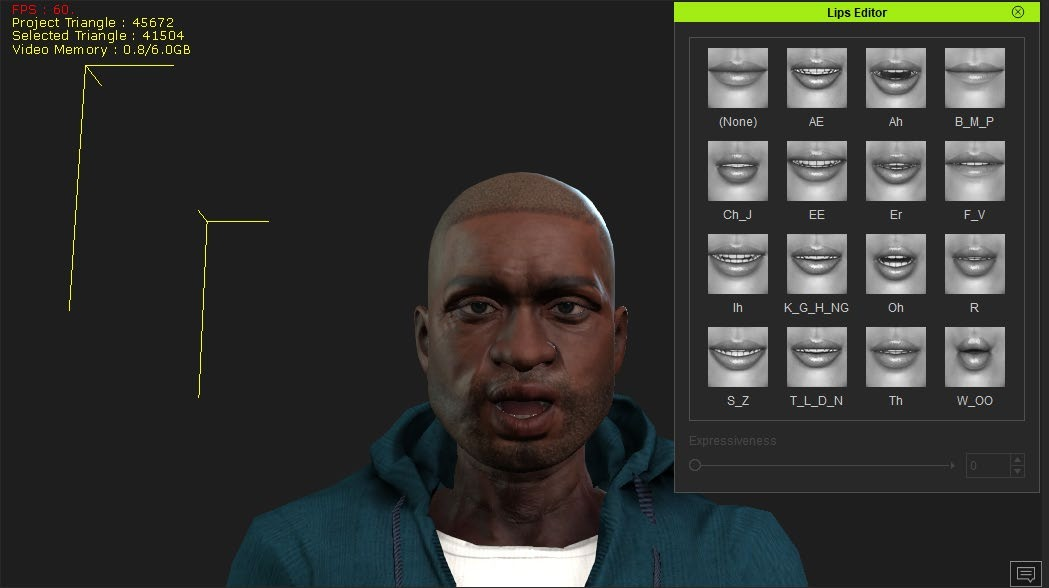 FPS : 60.
Project Triangle : 45672
Selected Triangle : 41504
Video Memory : 0.8/6.0GB
Lips Editor
(None) AE Ah B_M_P
Ch_J EE Er F_V
Ih K_G_H_NG Oh R
S_Z T_L_D_N Th W_OO
Expressiveness
0